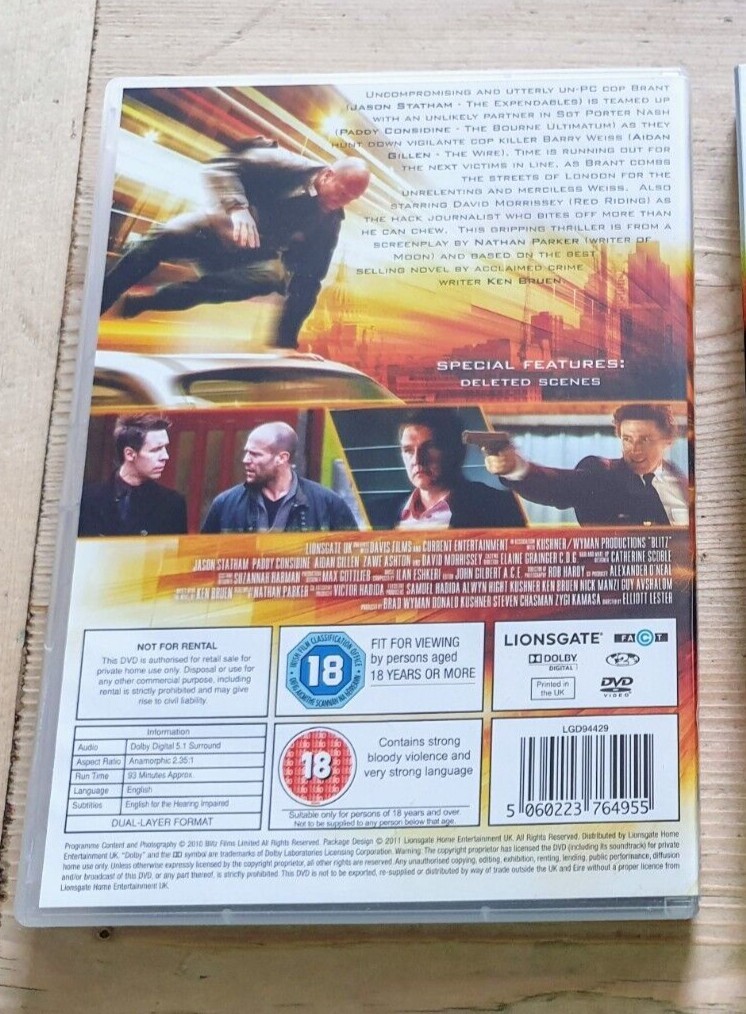 UNCOMPROMISING AND UTTERLY UN-PC COP BRANT
(JASON STATHAM - THE EXPENDABLES) IS TEAMED UP
WITH AN UNLIKELY PARTNER IN SGT PORTER NASH
(PADDY CONSIDINE - THE BOURNE ULTIMATUM) AS THEY
HUNT DOWN VIGILANTE COP KILLER BARRY WEISS (AIDAN
GILLEN - THE WIRE). TIME IS RUNNING OUT FOR
THE NEXT VICTIMS IN LINE, AS BRANT COMBS
THE STREETS OF LONDON FOR THE
UNRELENTING AND MERCILESS WEISS. ALSO
STARRING DAVID MORRISSEY (RED RIDING) AS
THE HACK JOURNALIST WHO BITES OFF MORE THAN
HE CAN CHEW. THIS GRIPPING THRILLER IS FROM A
SCREENPLAY BY NATHAN PARKER (WRITER OF
MOON) AND BASED ON THE BEST
SELLING NOVEL BY ACCLAIMED CRIME
WRITER KEN BRUEN.
SPECIAL FEATURES:
DELETED SCENES
LIONSGATE UK DAVIS FILMS AND CURRENT ENTERTAINMENT KUSHNER/WYMAN PRODUCTIONS "BLITZ"
JASON STATHAM PADDY CONSIDINE AIDAN GILLEN ZAWE ASHTON AND DAVID MORRISSEY ELAINE GRAINGER C.D.G. CATHERINE SCOBLE
SUZANNAH HARMAN MAX GOTTLIEB ILAN ESHKERI JOHN GILBERT A.C.E. ROB HARDY ALEXANDER O'NEAL
KEN BRUEN NATHAN PARKER VICTOR HADIDA SAMUEL HADIDA ALWYN HIGHT KUSHNER KEN BRUEN NICK MANZI GUY AVSHALOM
BRAD WYMAN DONALD KUSHNER STEVEN CHASMAN ZYGI KAMASA ELLIOTT LESTER
NOT FOR RENTAL
This DVD is authorised for retail sale for
private home use only. Disposal or use for
any other commercial purpose, including
rental is strictly prohibited and may give
rise to civil liability.
IRISH FILM CLASSIFICATION OFFICE
18
FIT FOR VIEWING
by persons aged
18 YEARS OR MORE
LIONSGATE FACT
DOLBY
DIGITAL
Printed in
the UK
DVD
VIDEO
Information
Audio Dolby Digital 5.1 Surround
Aspect Ratio Anamorphic 2.35:1
Run Time 93 Minutes Approx.
Language English
Subtitles English for the Hearing Impaired
DUAL-LAYER FORMAT
18
Contains strong
bloody violence and
very strong language
Suitable only for persons of 18 years and over
Not to be supplied to any person below that age.
LGD94429
5 060223 764955
Programme Content and Photography © 2010 Blitz Films Limited All Rights Reserved. Package Design © 2011 Lionsgate Home Entertainment UK. All Rights Reserved. Distributed by Lionsgate Home
Entertainment UK. "Dolby" and the DD symbol are trademarks of Dolby Laboratories Licensing Corporation. Warning: The copyright proprietor has licensed the DVD (including its soundtrack) for private
home use only. Unless otherwise expressly licensed by the copyright proprietor, all other rights are reserved. Any unauthorised copying, editing, exhibition, renting, lending, public performance, diffusion
and/or broadcast of this DVD, or any part thereof, is strictly prohibited. This DVD is not to be exported, re-supplied or distributed by way of trade outside the UK and Eire without a proper licence from
Lionsgate Home Entertainment UK.